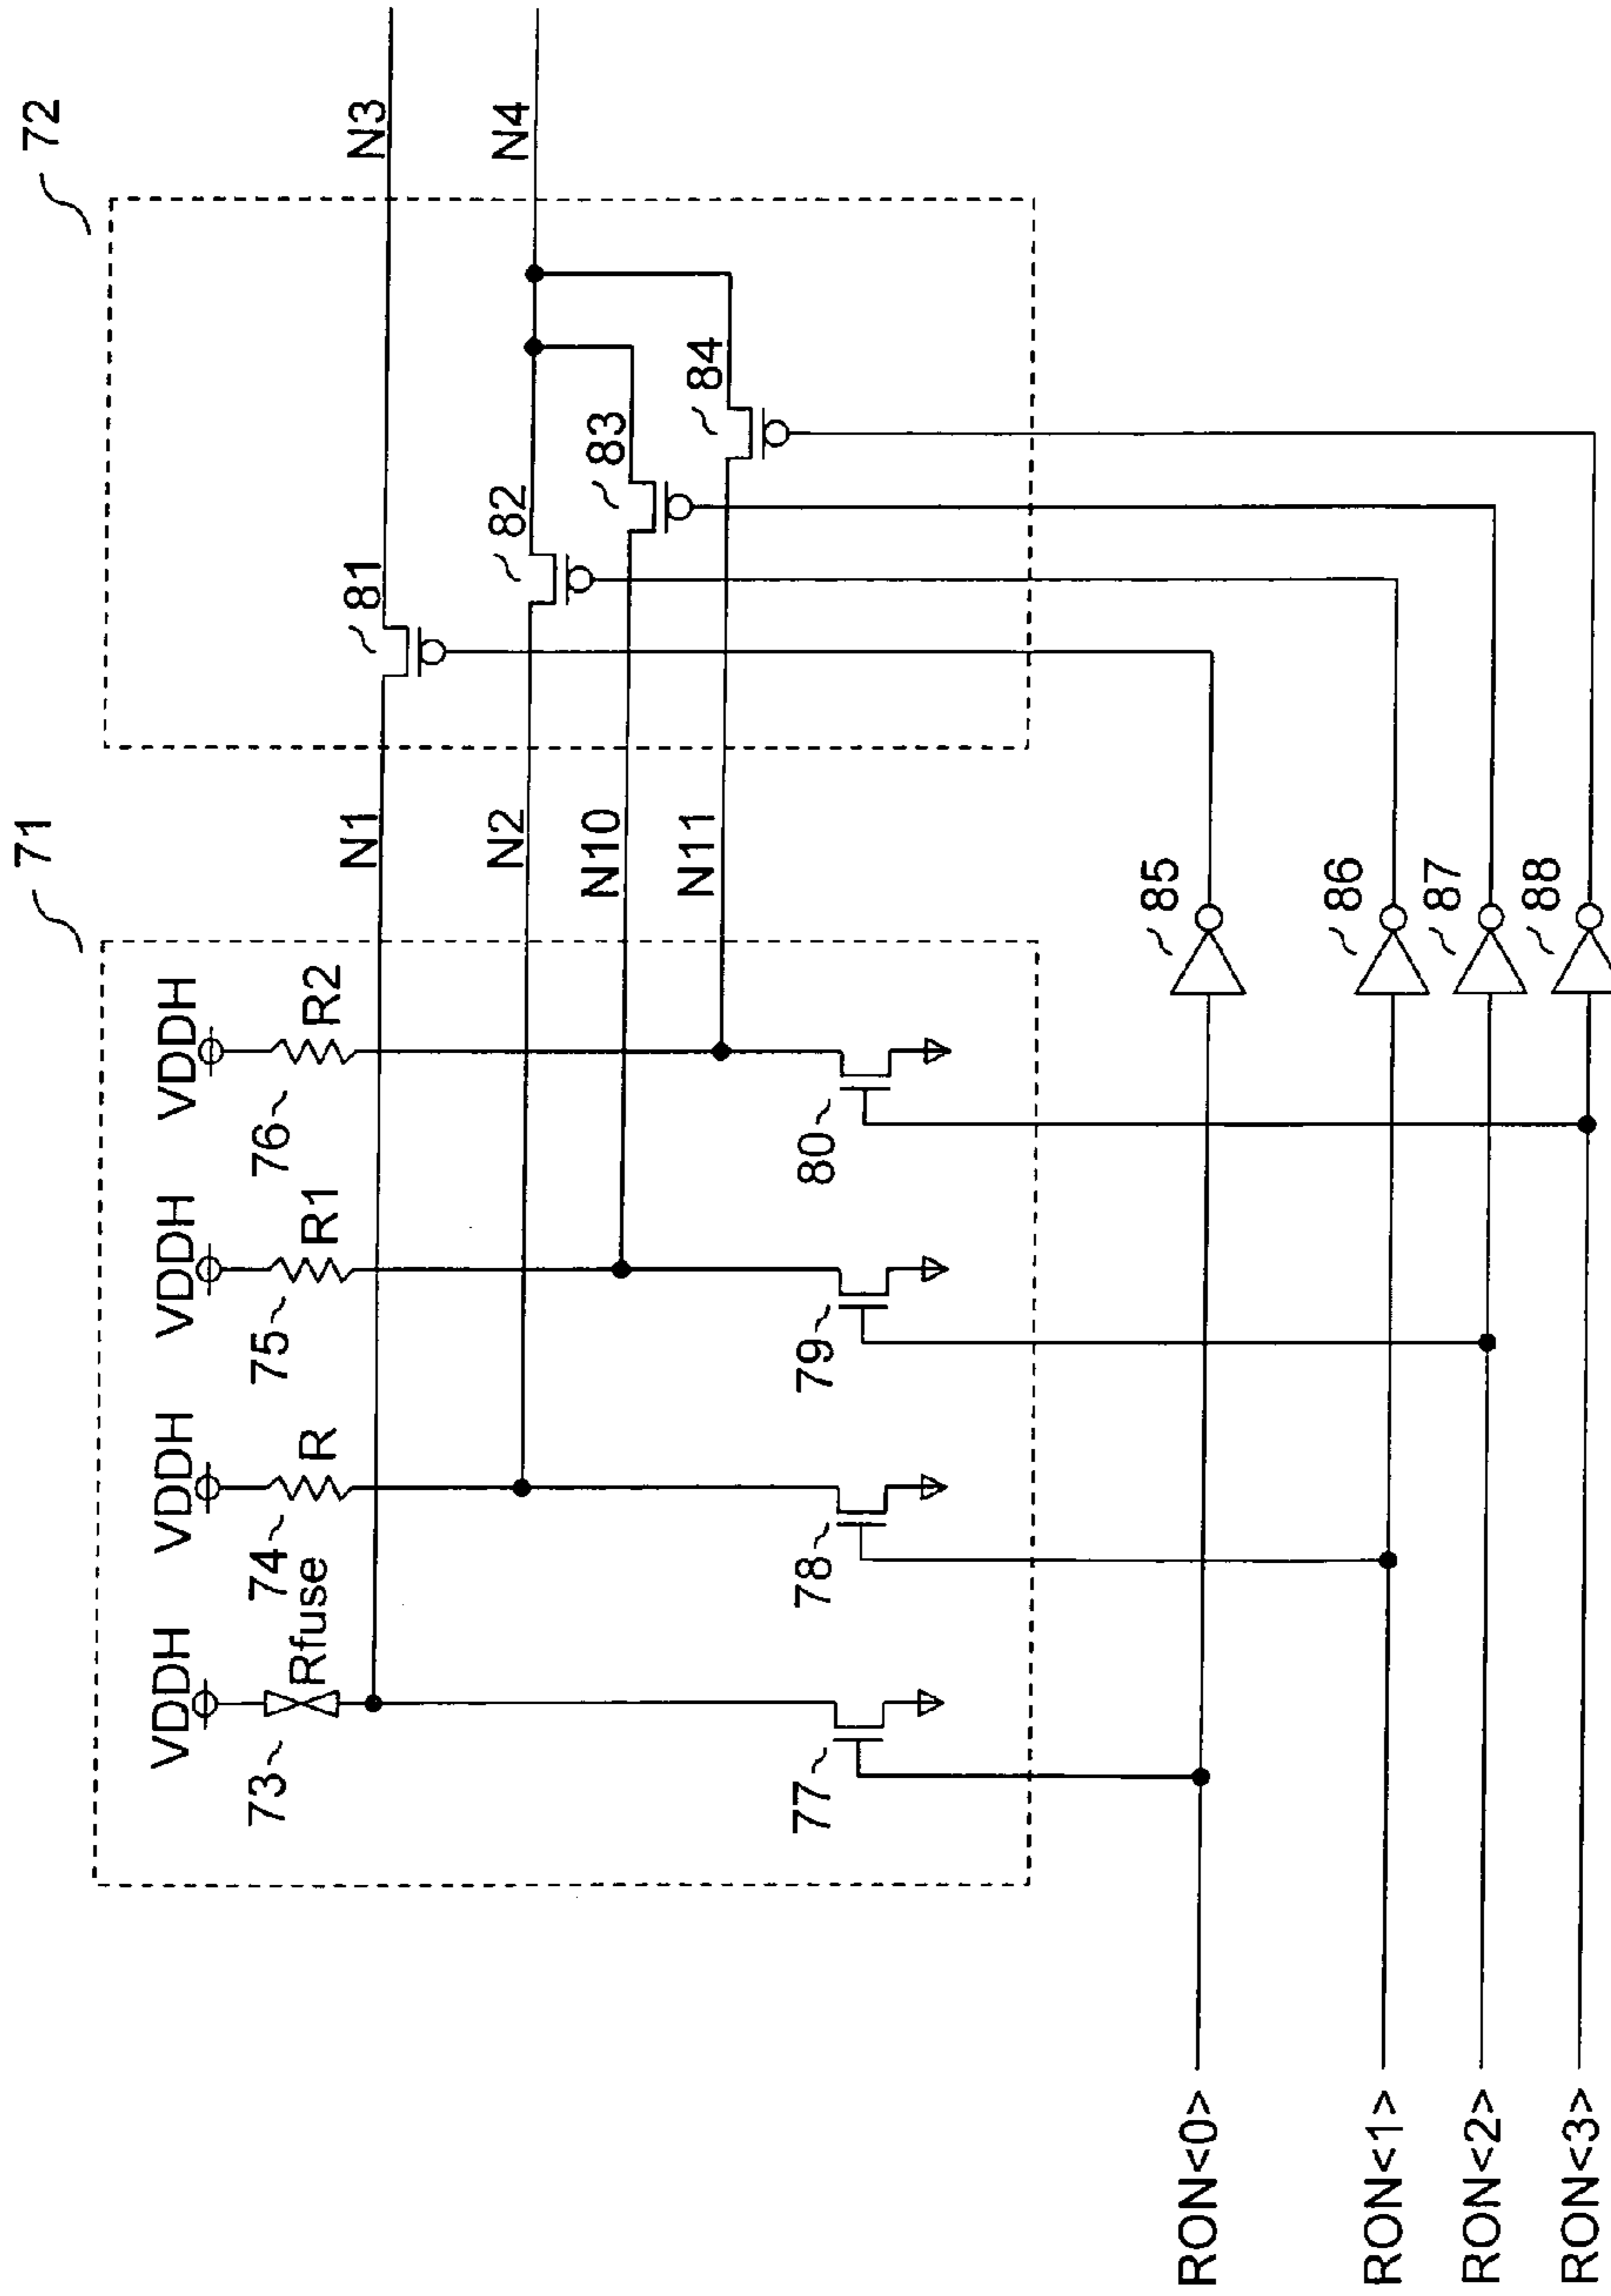 71
72
VDDH
VDDH
VDDH
VDDH
73
Rfuse
74
R
75
R1
76
R2
N1
N2
N10
N11
81
82
83
84
N3
N4
77
78
79
80
85
86
87
88
RON<0>
RON<1>
RON<2>
RON<3>